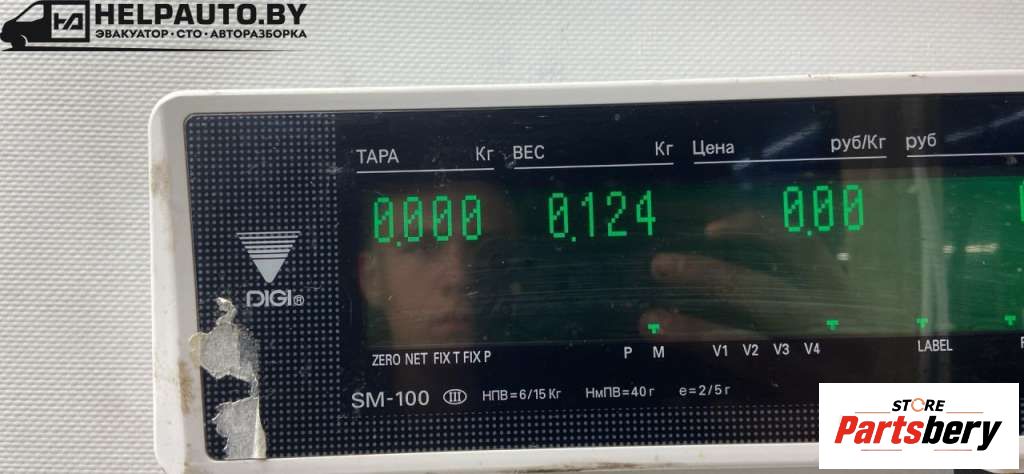 HELPAUTO.BY
ЭВАКУАТОР · СТО · АВТОРАЗБОРКА
ТАРА Кг ВЕС Кг Цена руб/Кг руб
0.000 0.124 0.00
DIGI®
ZERO NET FIX T FIX P P M V1 V2 V3 V4 LABEL
SM-100 III НПВ=6/15 Кг НмПВ=40 г e=2/5 г
STORE
Partsbery